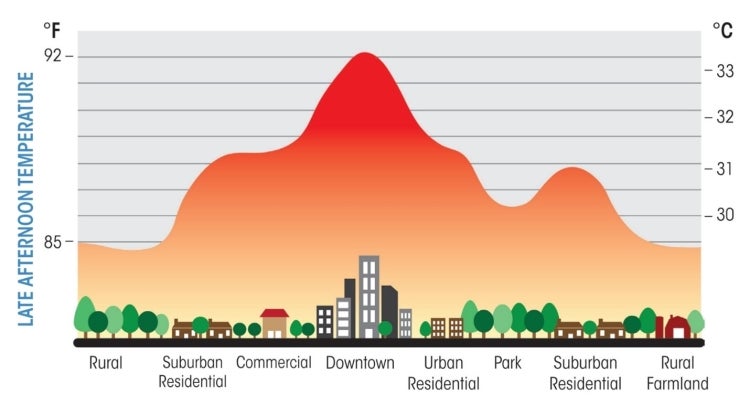 °F
°C
92
33
32
31
30
85
LATE AFTERNOON TEMPERATURE
Rural
Suburban
Residential
Commercial
Downtown
Urban
Residential
Park
Suburban
Residential
Rural
Farmland